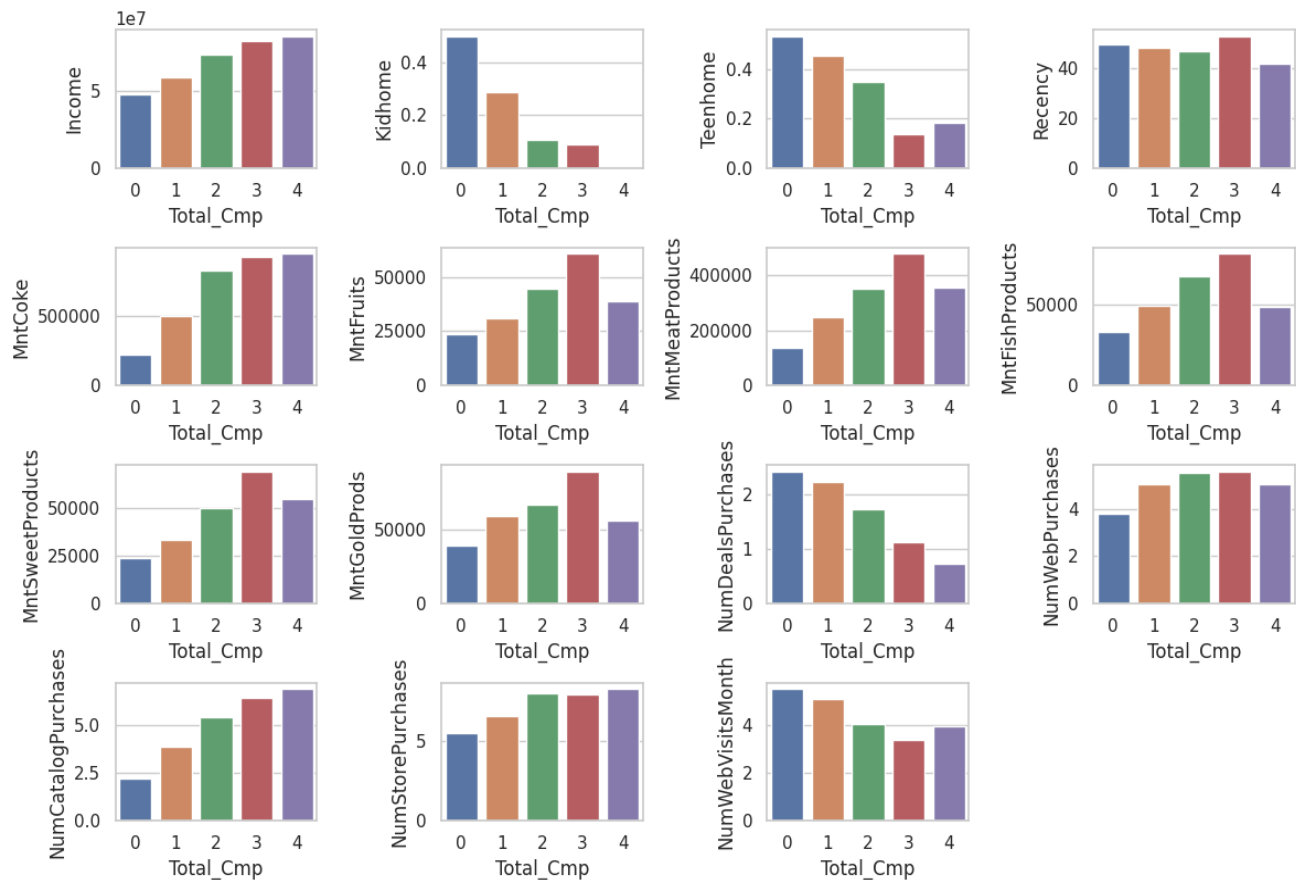 1e7
Income
5
0
0 1 2 3 4
Total_Cmp
Kidhome
0.4
0.2
0.0
0 1 2 3 4
Total_Cmp
Teenhome
0.4
0.2
0.0
0 1 2 3 4
Total_Cmp
Recency
40
20
0
0 1 2 3 4
Total_Cmp
MntCoke
500000
0
0 1 2 3 4
Total_Cmp
MntFruits
50000
25000
0
0 1 2 3 4
Total_Cmp
MntMeatProducts
400000
200000
0
0 1 2 3 4
Total_Cmp
MntFishProducts
50000
0
0 1 2 3 4
Total_Cmp
MntSweetProducts
50000
25000
0
0 1 2 3 4
Total_Cmp
MntGoldProds
50000
0
0 1 2 3 4
Total_Cmp
NumDealsPurchases
2
1
0
0 1 2 3 4
Total_Cmp
NumWebPurchases
4
2
0
0 1 2 3 4
Total_Cmp
NumCatalogPurchases
5.0
2.5
0.0
0 1 2 3 4
Total_Cmp
NumStorePurchases
5
0
0 1 2 3 4
Total_Cmp
NumWebVisitsMonth
4
2
0
0 1 2 3 4
Total_Cmp